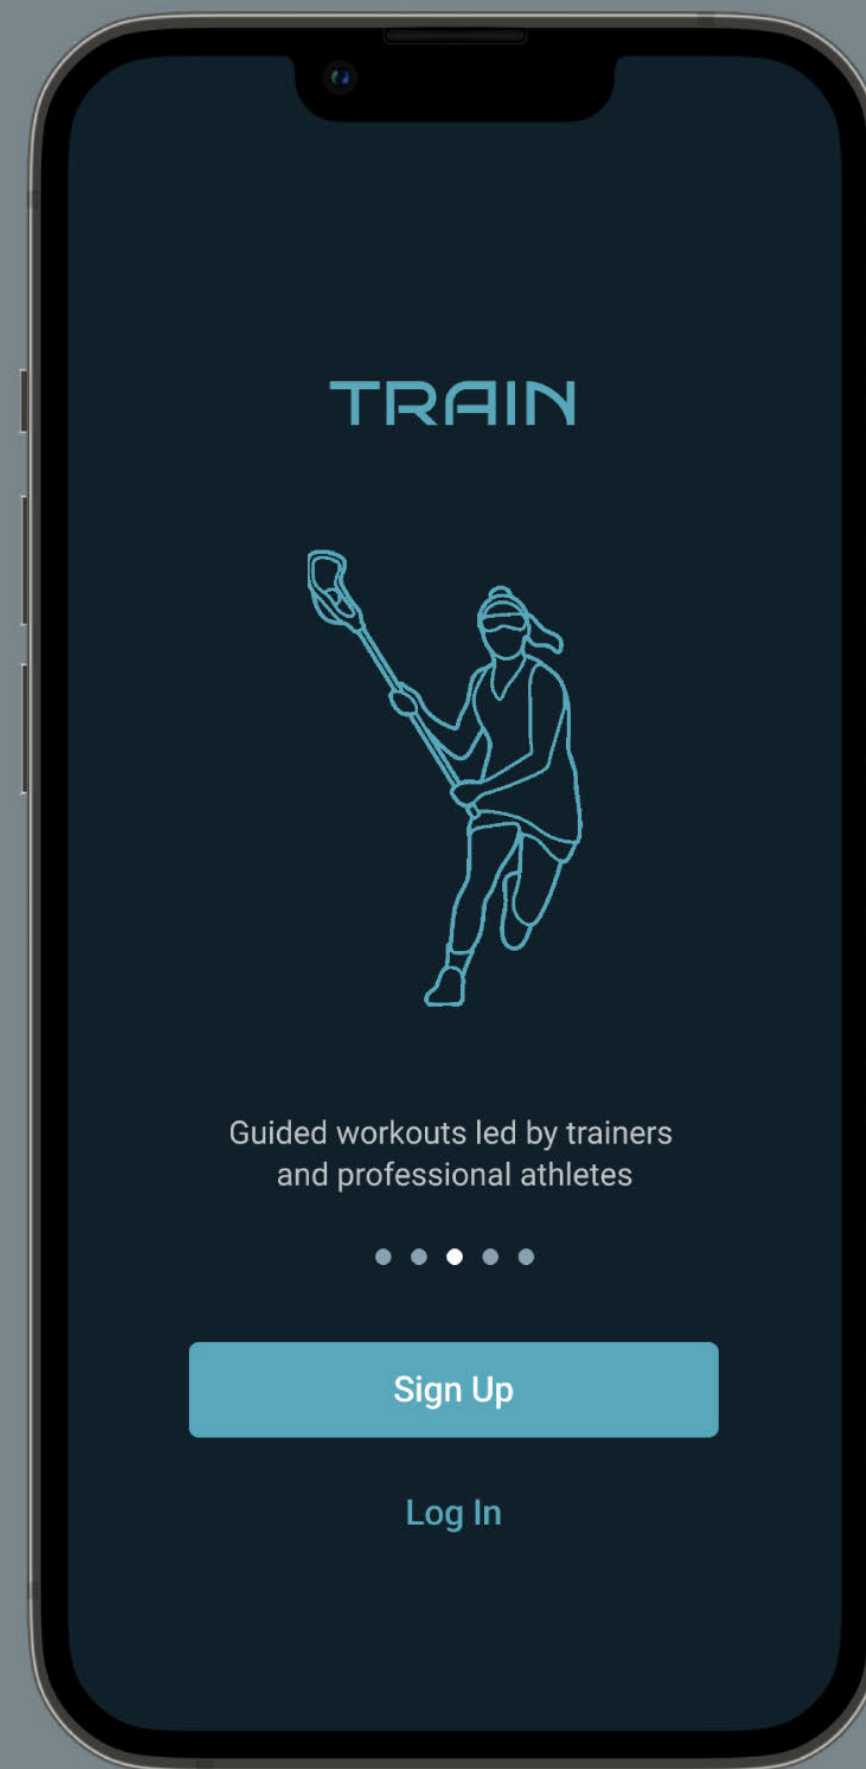 TRAIN
Guided workouts led by trainers
and professional athletes
Sign Up
Log In